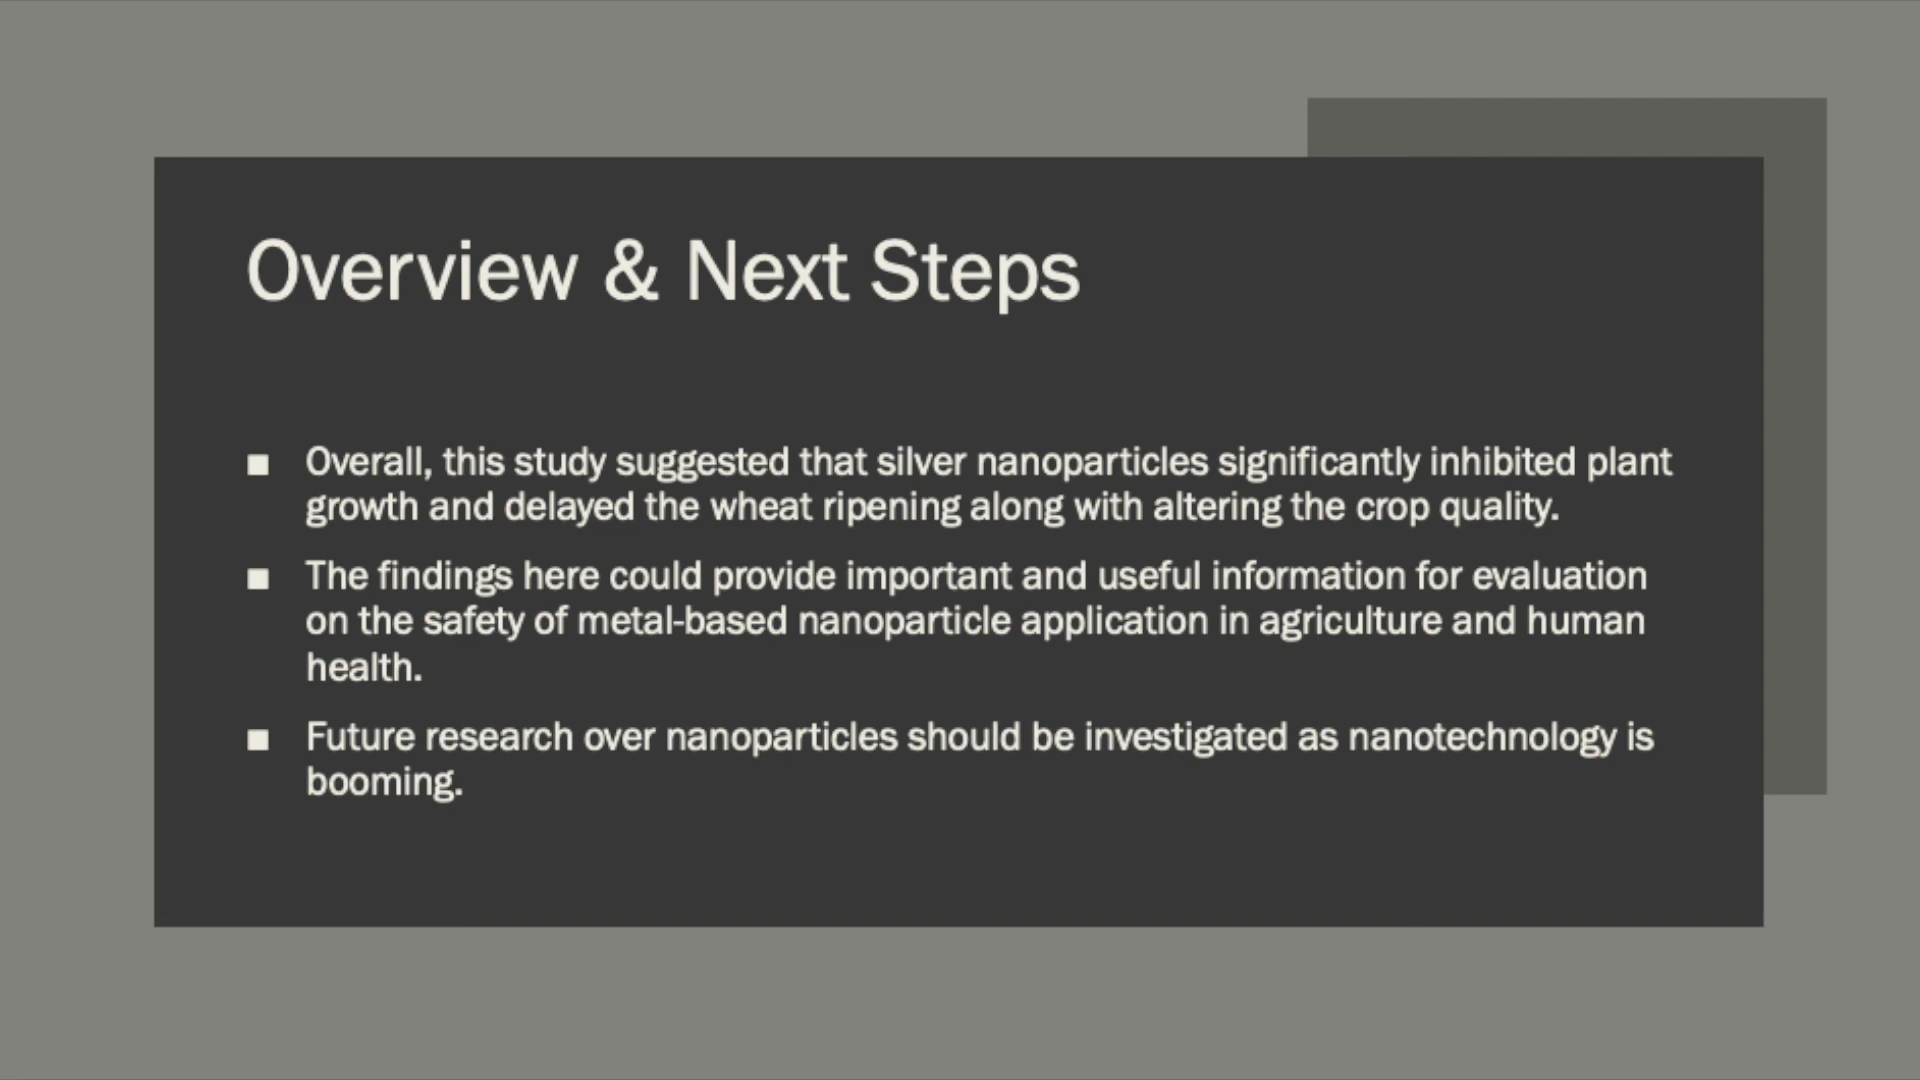 Overview & Next Steps
■ Overall, this study suggested that silver nanoparticles significantly inhibited plant
growth and delayed the wheat ripening along with altering the crop quality.
■ The findings here could provide important and useful information for evaluation
on the safety of metal-based nanoparticle application in agriculture and human
health.
■ Future research over nanoparticles should be investigated as nanotechnology is
booming.